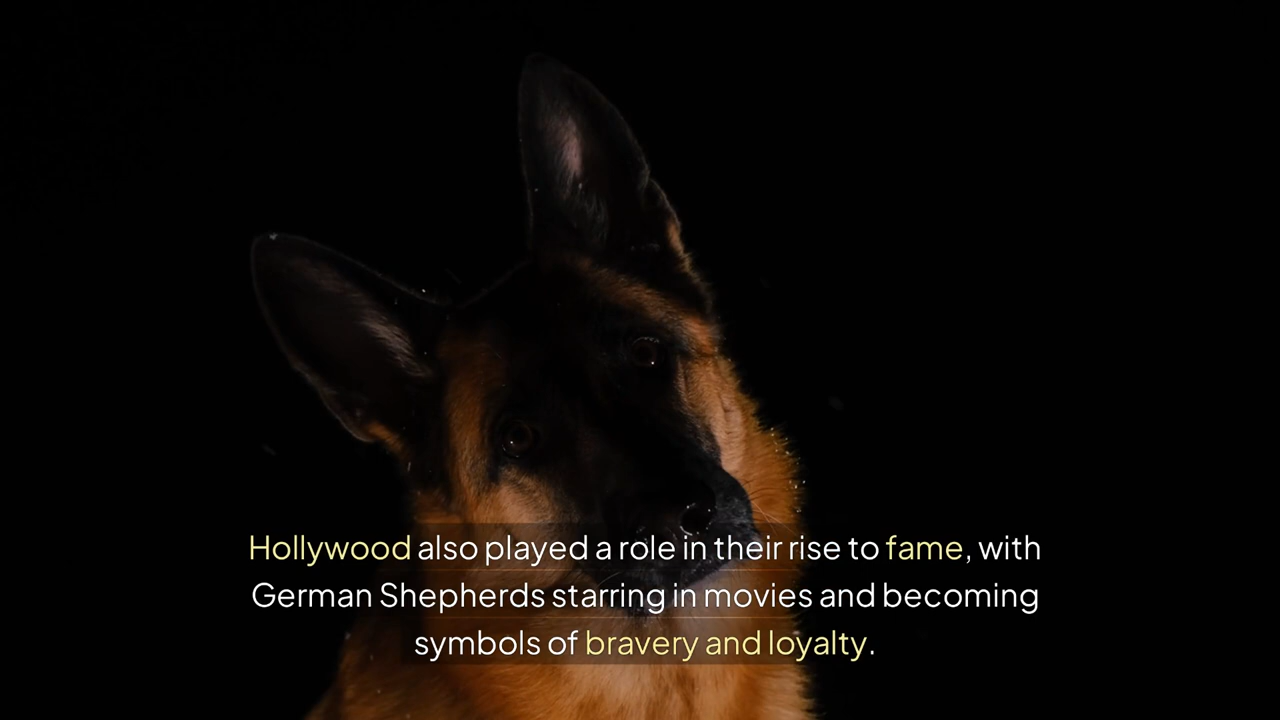 Hollywood also played a role in their rise to fame, with
German Shepherds starring in movies and becoming
symbols of bravery and loyalty.